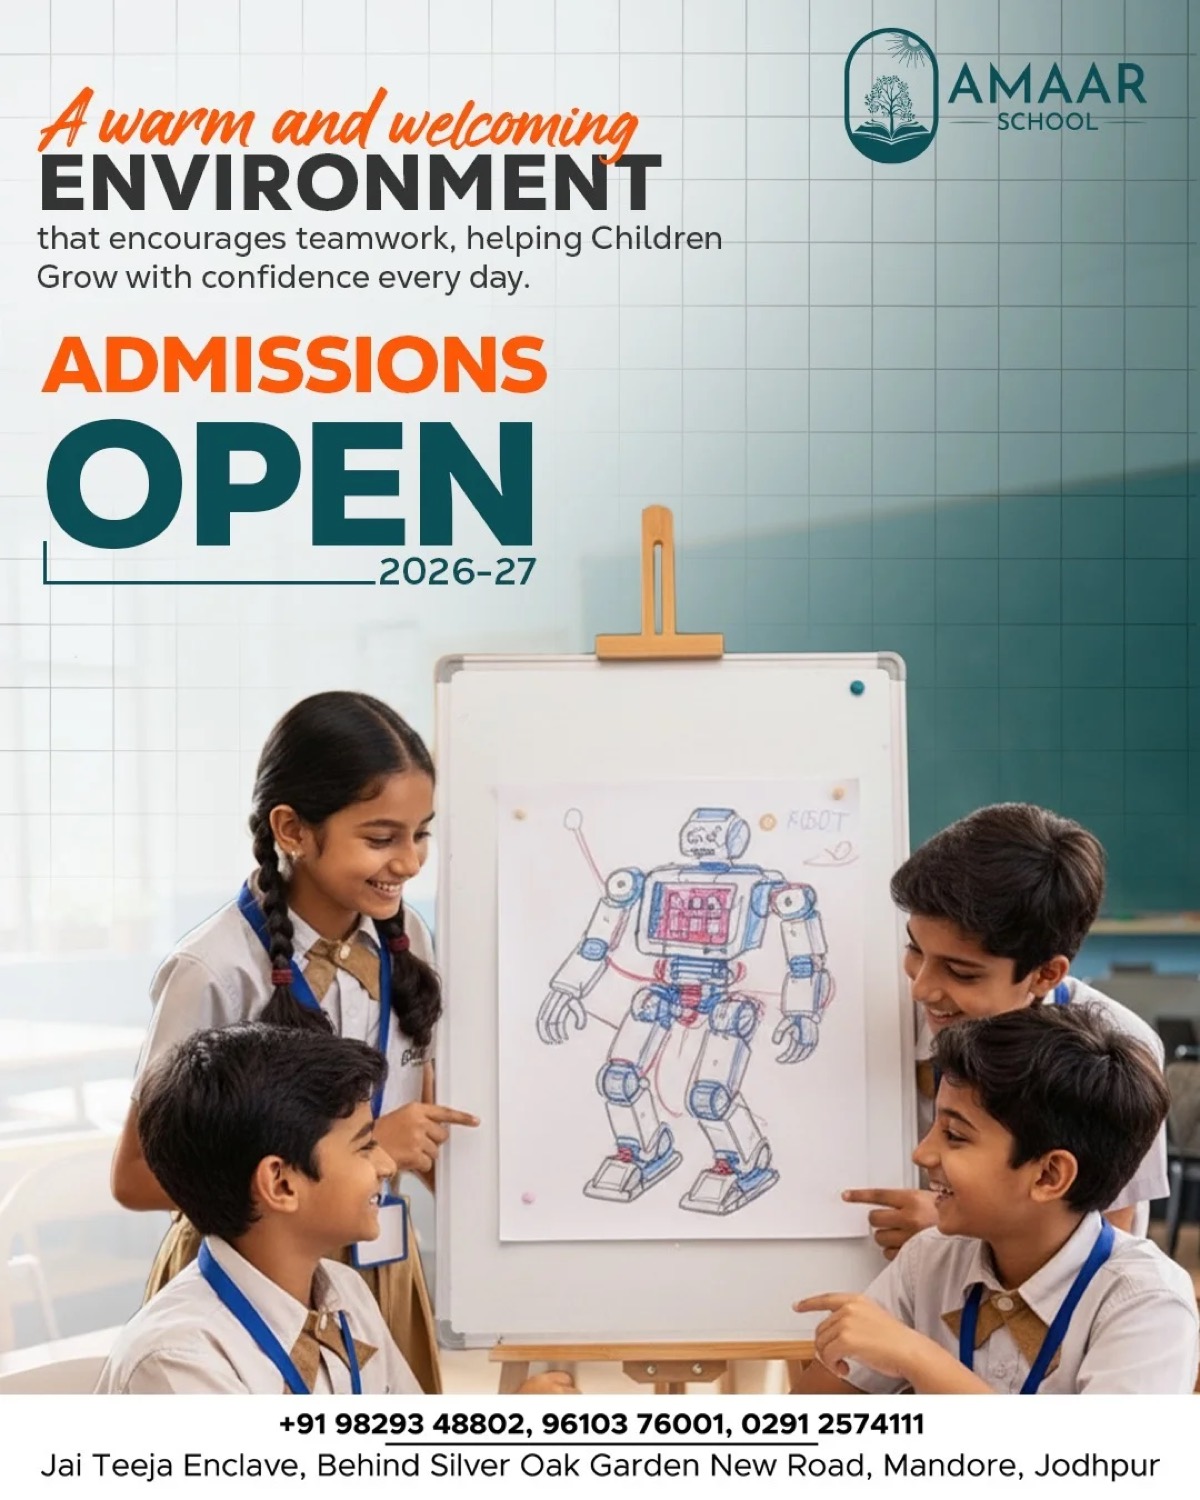 AMAAR
SCHOOL
A warm and welcoming
ENVIRONMENT
that encourages teamwork, helping Children
Grow with confidence every day.
ADMISSIONS
OPEN
2026-27
ROBOT
+91 98293 48802, 96103 76001, 0291 2574111
Jai Teeja Enclave, Behind Silver Oak Garden New Road, Mandore, Jodhpur